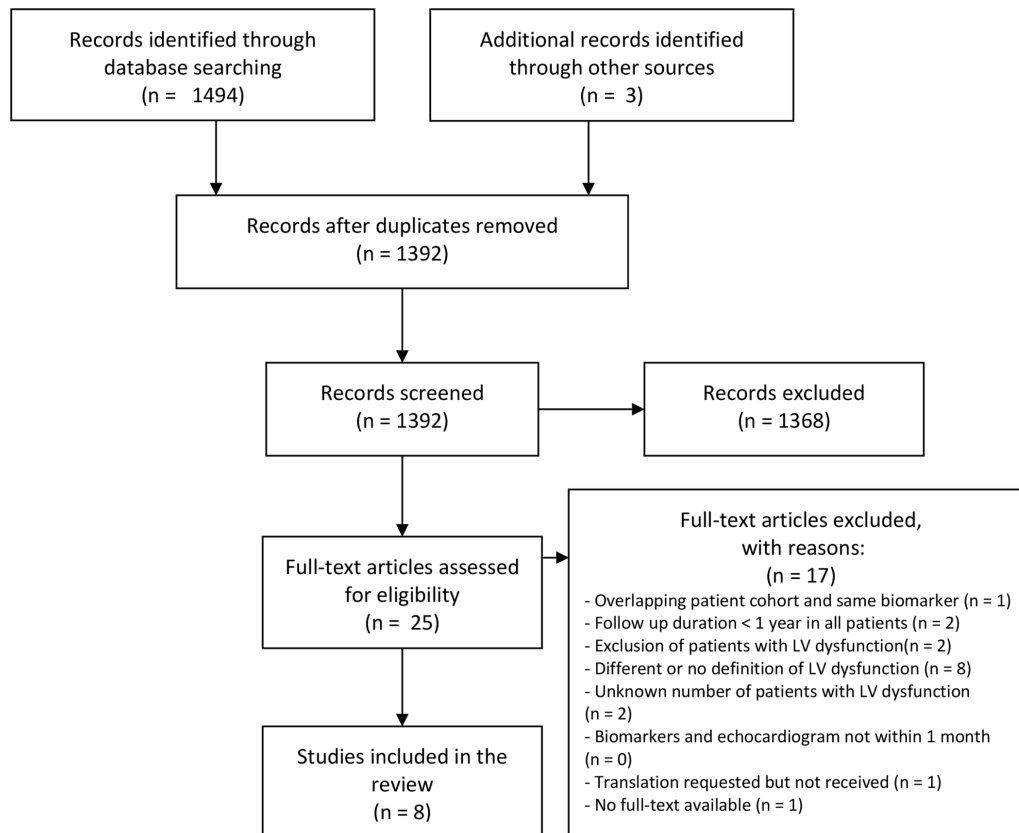 Records identified through
database searching
(n = 1494)
Additional records identified
through other sources
(n = 3)
Records after duplicates removed
(n = 1392)
Records screened
(n = 1392)
Records excluded
(n = 1368)
Full-text articles assessed
for eligibility
(n = 25)
Full-text articles excluded,
with reasons:
(n = 17)
- Overlapping patient cohort and same biomarker (n = 1)
- Follow up duration < 1 year in all patients (n = 2)
- Exclusion of patients with LV dysfunction(n = 2)
- Different or no definition of LV dysfunction (n = 8)
- Unknown number of patients with LV dysfunction
(n = 2)
- Biomarkers and echocardiogram not within 1 month
(n = 0)
- Translation requested but not received (n = 1)
- No full-text available (n = 1)
Studies included in the
review
(n = 8)